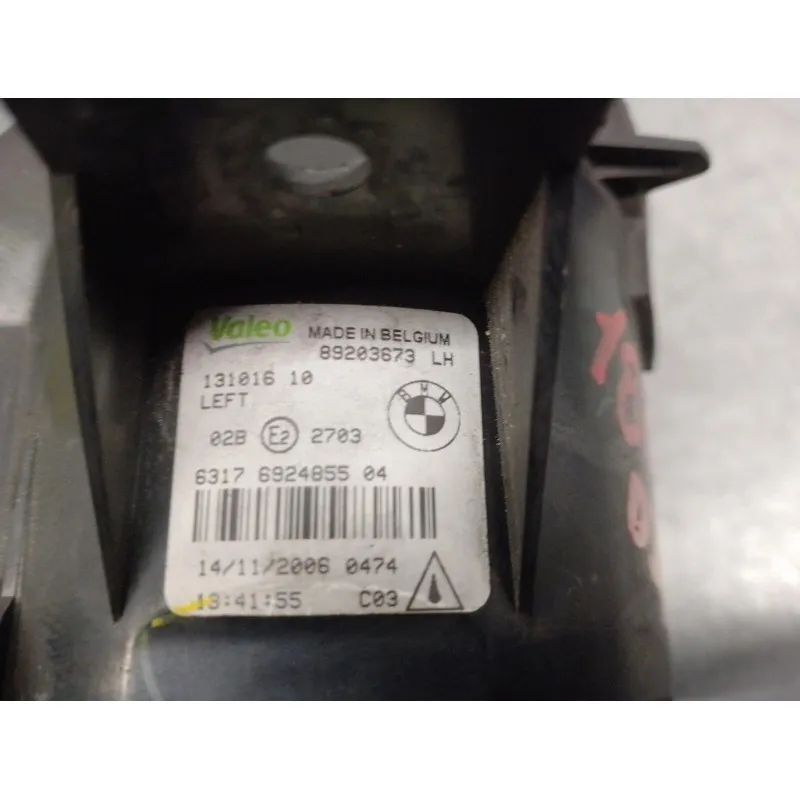 Valeo MADE IN BELGIUM
89203673 LH
131016 10
LEFT
BMW
02B E2 2703
6317 6924855 04
14/11/2006 0474
13:41:55 C03